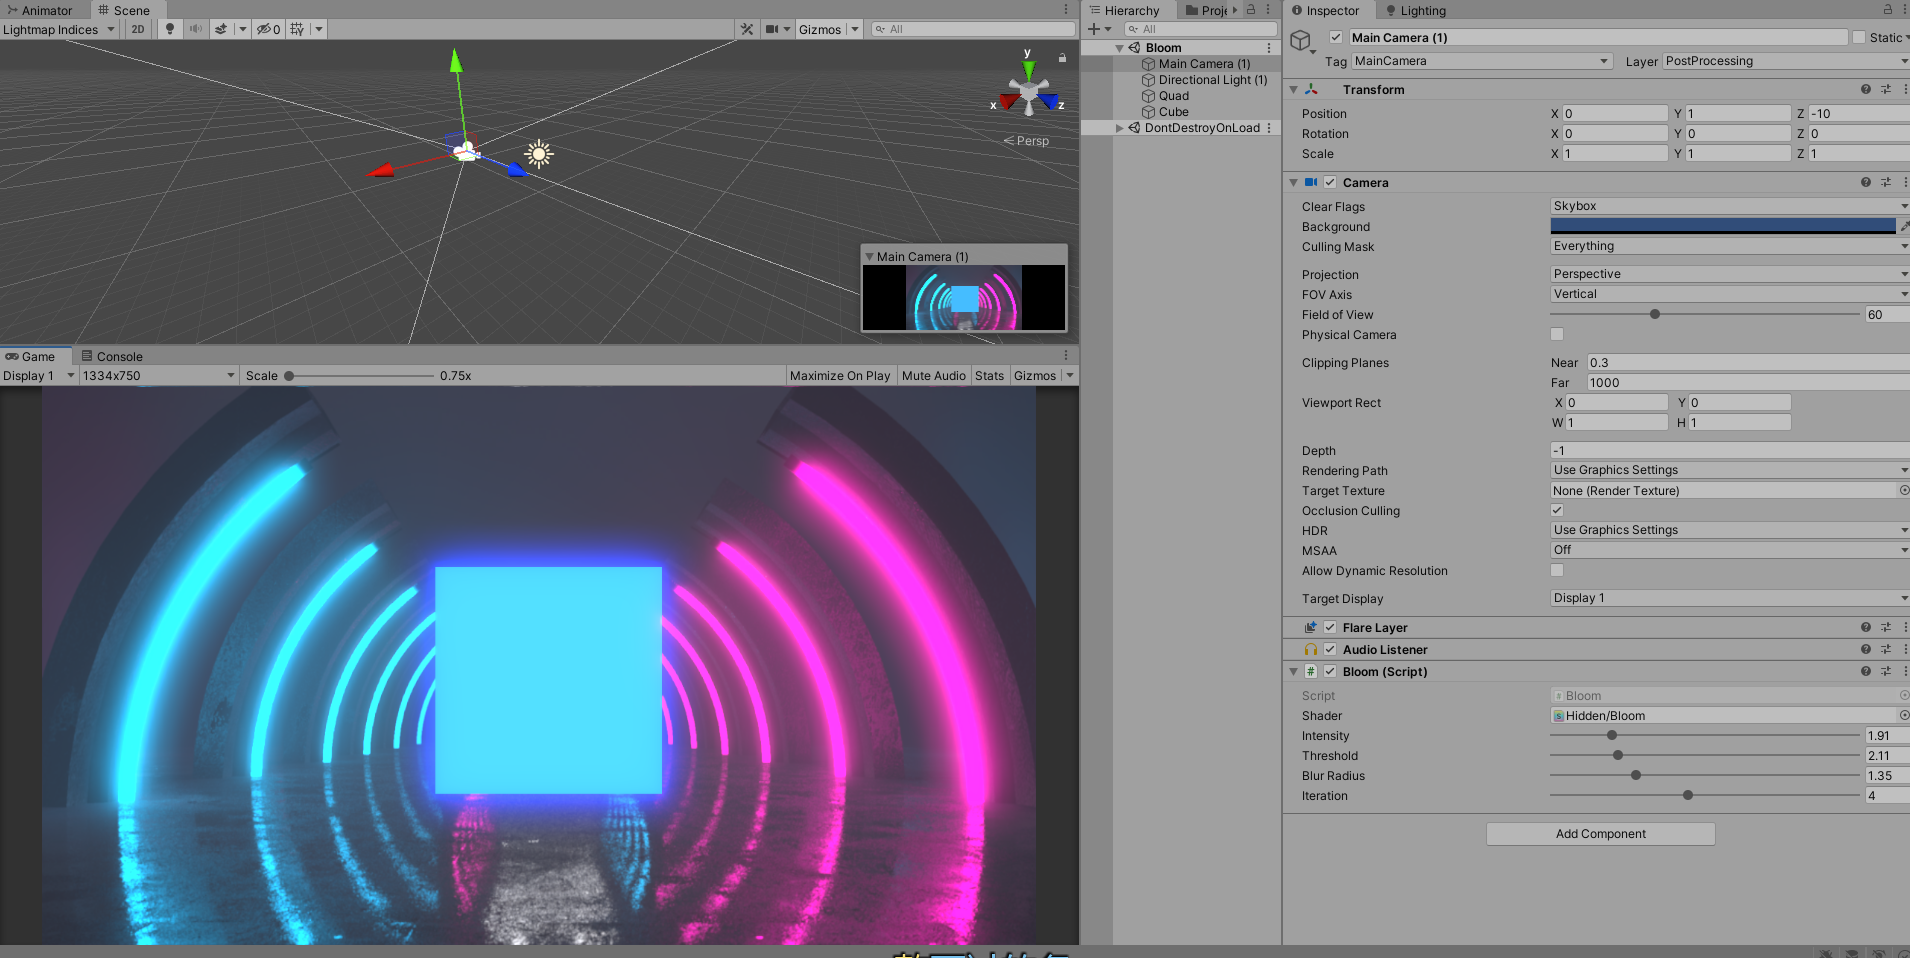 Animator
Scene
Lightmap Indices
2D
0
Gizmos
All
y
x
z
Persp
Main Camera (1)
Game
Console
Display 1
1334x750
Scale
0.75x
Maximize On Play
Mute Audio
Stats
Gizmos
Hierarchy
Proje
All
Bloom
Main Camera (1)
Directional Light (1)
Quad
Cube
DontDestroyOnLoad
Inspector
Lighting
Main Camera (1)
Static
Tag MainCamera
Layer PostProcessing
Transform
Position X 0 Y 1 Z -10
Rotation X 0 Y 0 Z 0
Scale X 1 Y 1 Z 1
Camera
Clear Flags Skybox
Background
Culling Mask Everything
Projection Perspective
FOV Axis Vertical
Field of View 60
Physical Camera
Clipping Planes Near 0.3
Far 1000
Viewport Rect X 0 Y 0
W 1 H 1
Depth -1
Rendering Path Use Graphics Settings
Target Texture None (Render Texture)
Occlusion Culling
HDR Use Graphics Settings
MSAA Off
Allow Dynamic Resolution
Target Display Display 1
Flare Layer
Audio Listener
Bloom (Script)
Script Bloom
Shader Hidden/Bloom
Intensity 1.91
Threshold 2.11
Blur Radius 1.35
Iteration 4
Add Component